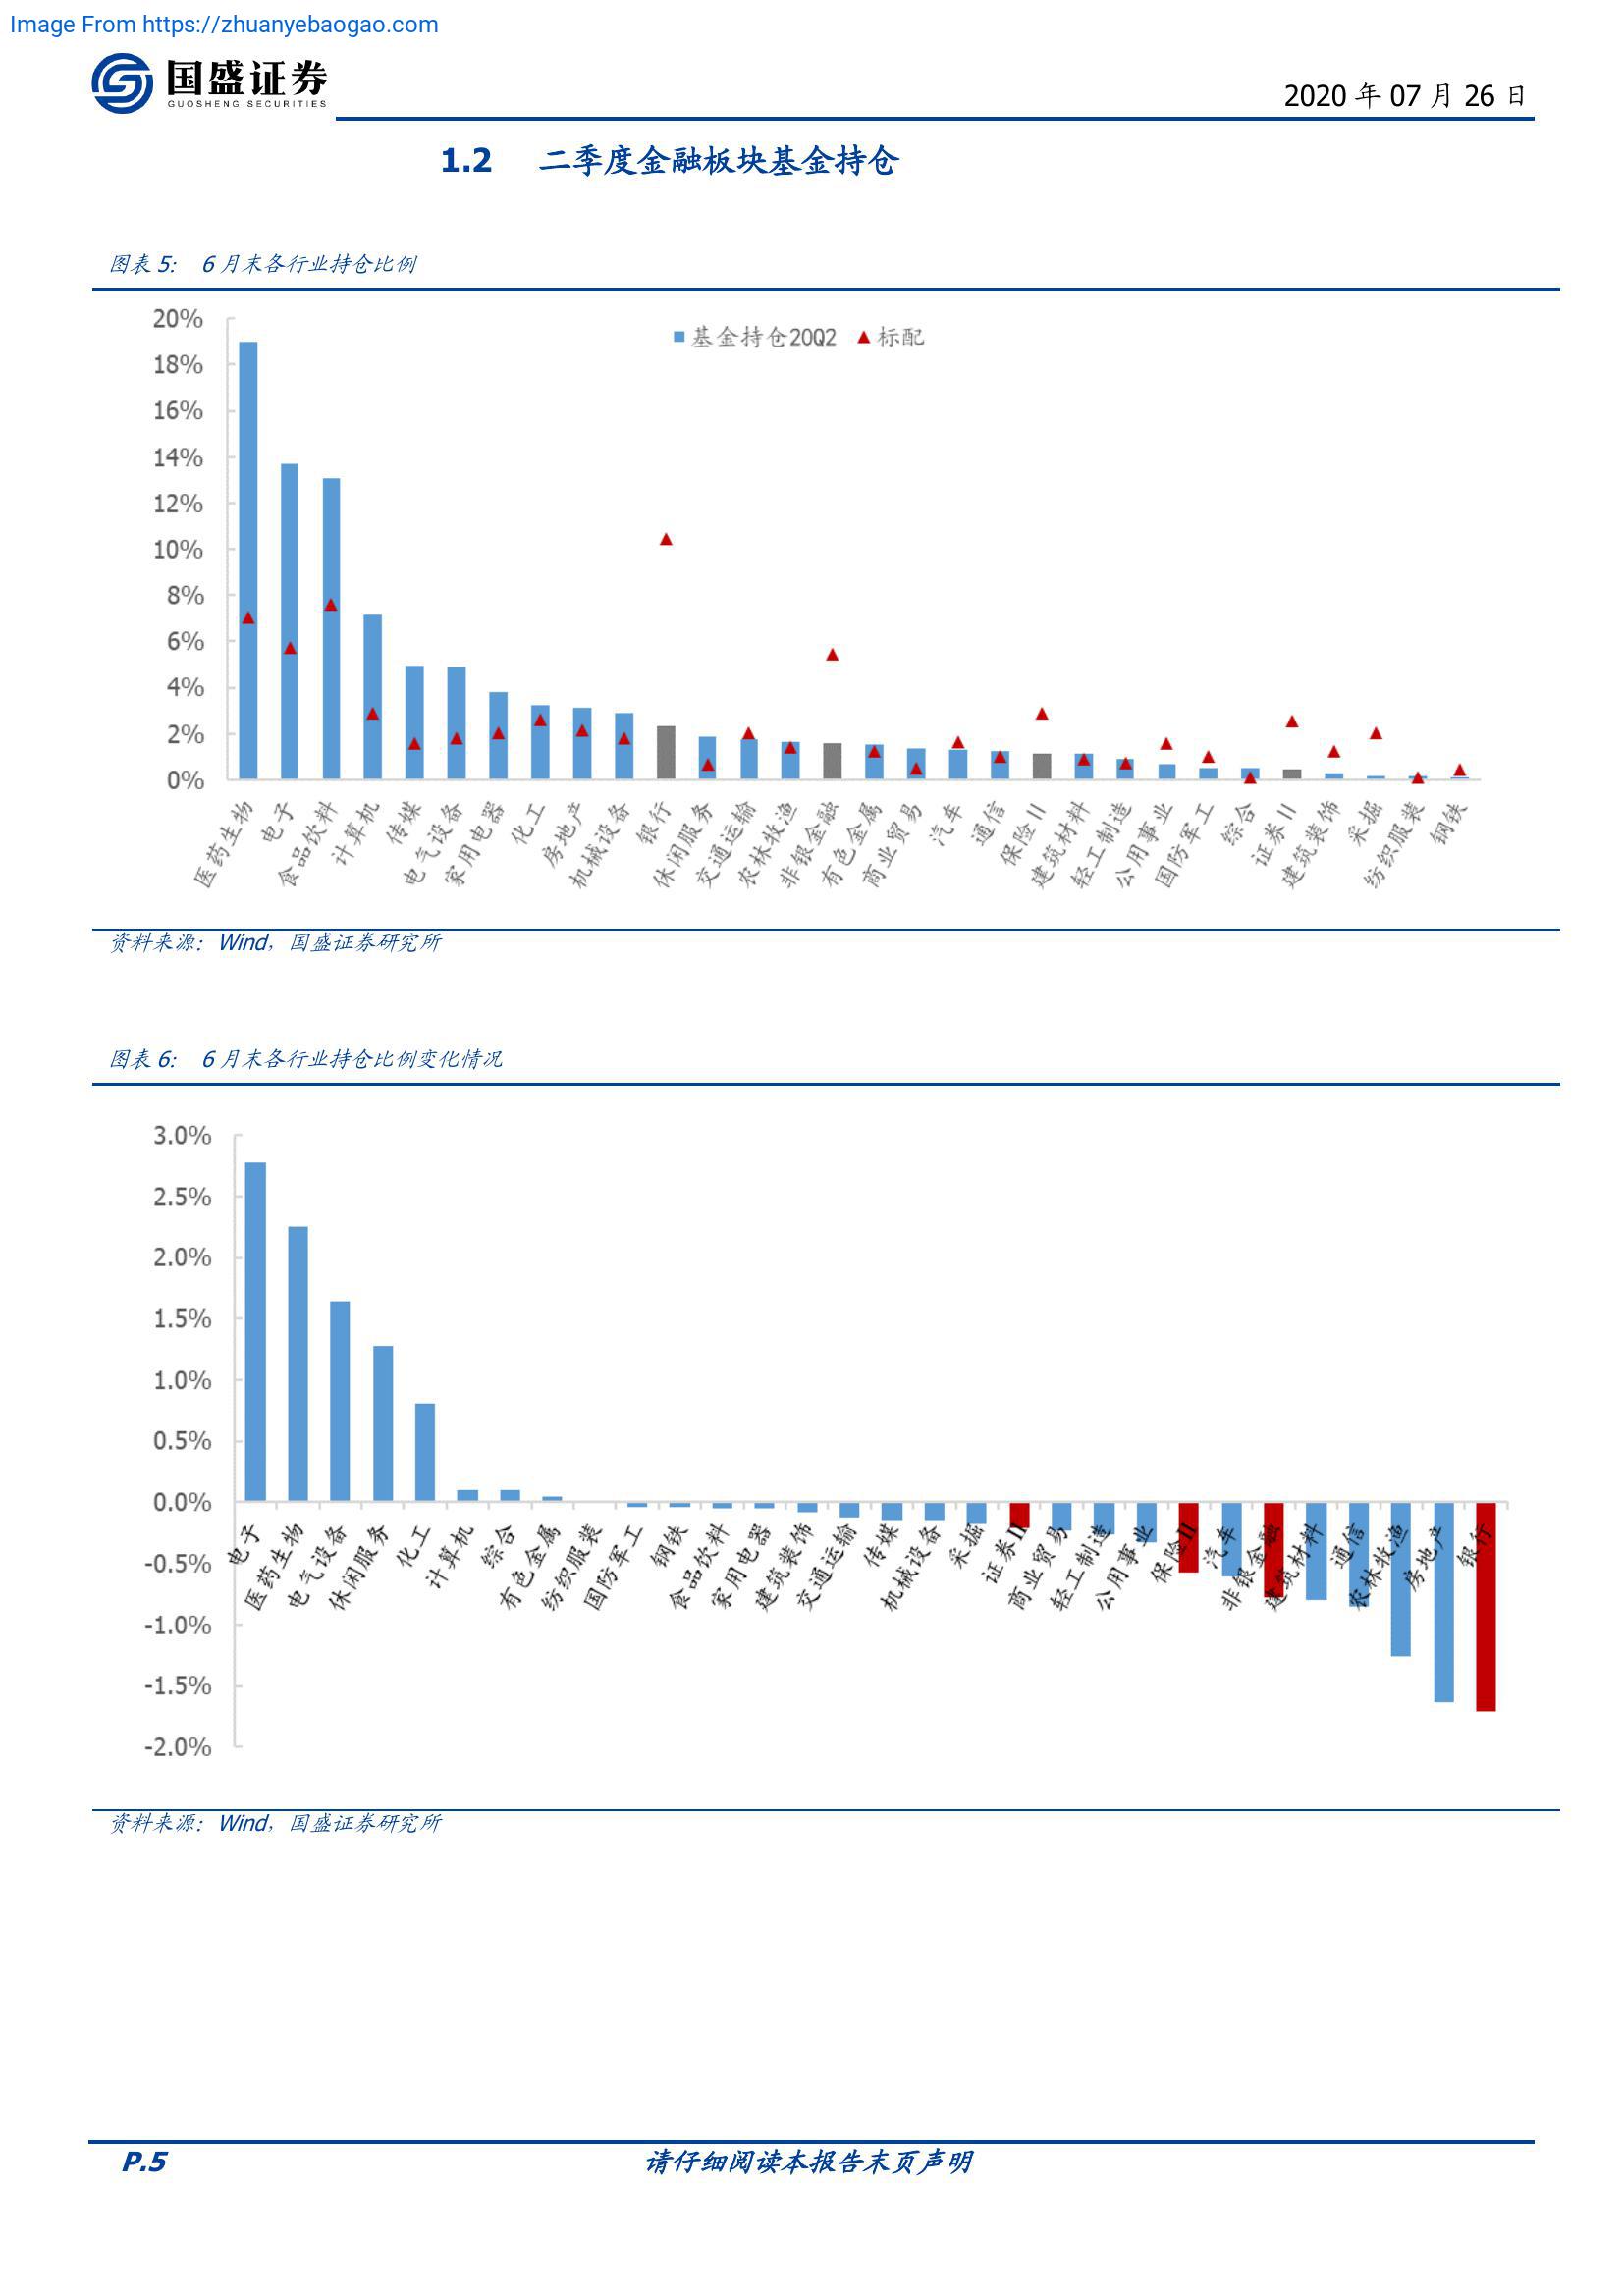 Image From https://zhuanyebaogao.com
国盛证券
GUOSHENG SECURITIES
2020 年 07 月 26 日
1.2 二季度金融板块基金持仓
图表 5: 6 月末各行业持仓比例
基金持仓20Q2 标配
20%
18%
16%
14%
12%
10%
8%
6%
4%
2%
0%
医药生物 电子 食品饮料 计算机 传媒 电气设备 家用电器 化工 房地产 机械设备 银行 休闲服务 交通运输 农林牧渔 非银金融 有色金属 商业贸易 汽车 通信 保险Ⅱ 建筑材料 轻工制造 公用事业 国防军工 综合 证券Ⅱ 建筑装饰 采掘 纺织服装 钢铁
资料来源：Wind，国盛证券研究所
图表 6: 6 月末各行业持仓比例变化情况
3.0%
2.5%
2.0%
1.5%
1.0%
0.5%
0.0%
-0.5%
-1.0%
-1.5%
-2.0%
电子 医药生物 电气设备 休闲服务 化工 计算机 综合 有色金属 纺织服装 国防军工 钢铁 食品饮料 家用电器 建筑装饰 交通运输 传媒 机械设备 采掘 证券Ⅱ 商业贸易 轻工制造 公用事业 保险Ⅱ 汽车 非银金融 建筑材料 通信 农林牧渔 房地产 银行
资料来源：Wind，国盛证券研究所
P.5 请仔细阅读本报告末页声明